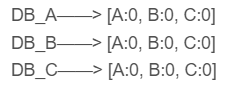 DB_A——> [A:0, B:0, C:0]
DB_B——> [A:0, B:0, C:0]
DB_C——> [A:0, B:0, C:0]